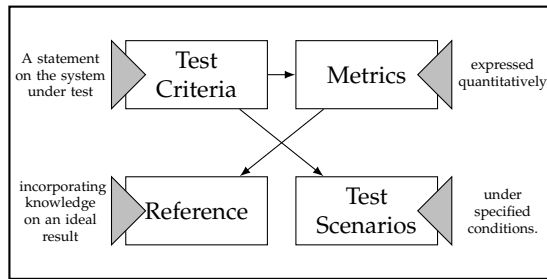 A statement
on the system
under test
Test
Criteria
Metrics
expressed
quantitatively
incorporating
knowledge
on an ideal
result
Reference
Test
Scenarios
under
specified
conditions.